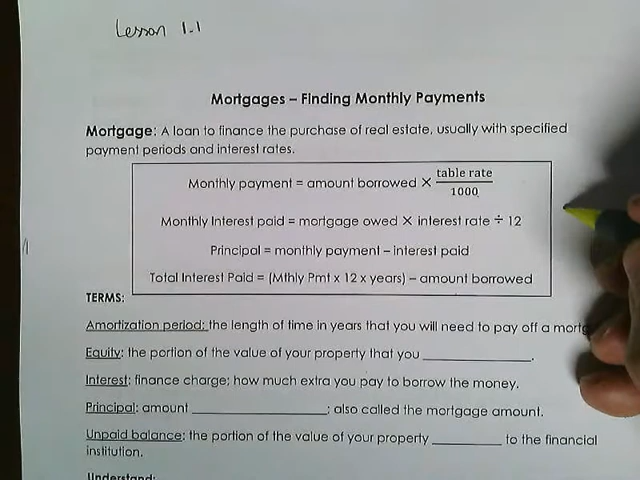 Lesson 1.1
Mortgages – Finding Monthly Payments
Mortgage: A loan to finance the purchase of real estate, usually with specified
payment periods and interest rates.
Monthly payment = amount borrowed × table rate / 1000
Monthly Interest paid = mortgage owed × interest rate ÷ 12
Principal = monthly payment – interest paid
Total Interest Paid = (Mthly Pmt x 12 x years) – amount borrowed
TERMS:
Amortization period: the length of time in years that you will need to pay off a mortg
Equity: the portion of the value of your property that you ____________.
Interest: finance charge; how much extra you pay to borrow the money.
Principal: amount ______________; also called the mortgage amount.
Unpaid balance: the portion of the value of your property ________ to the financial
institution.
Understand: